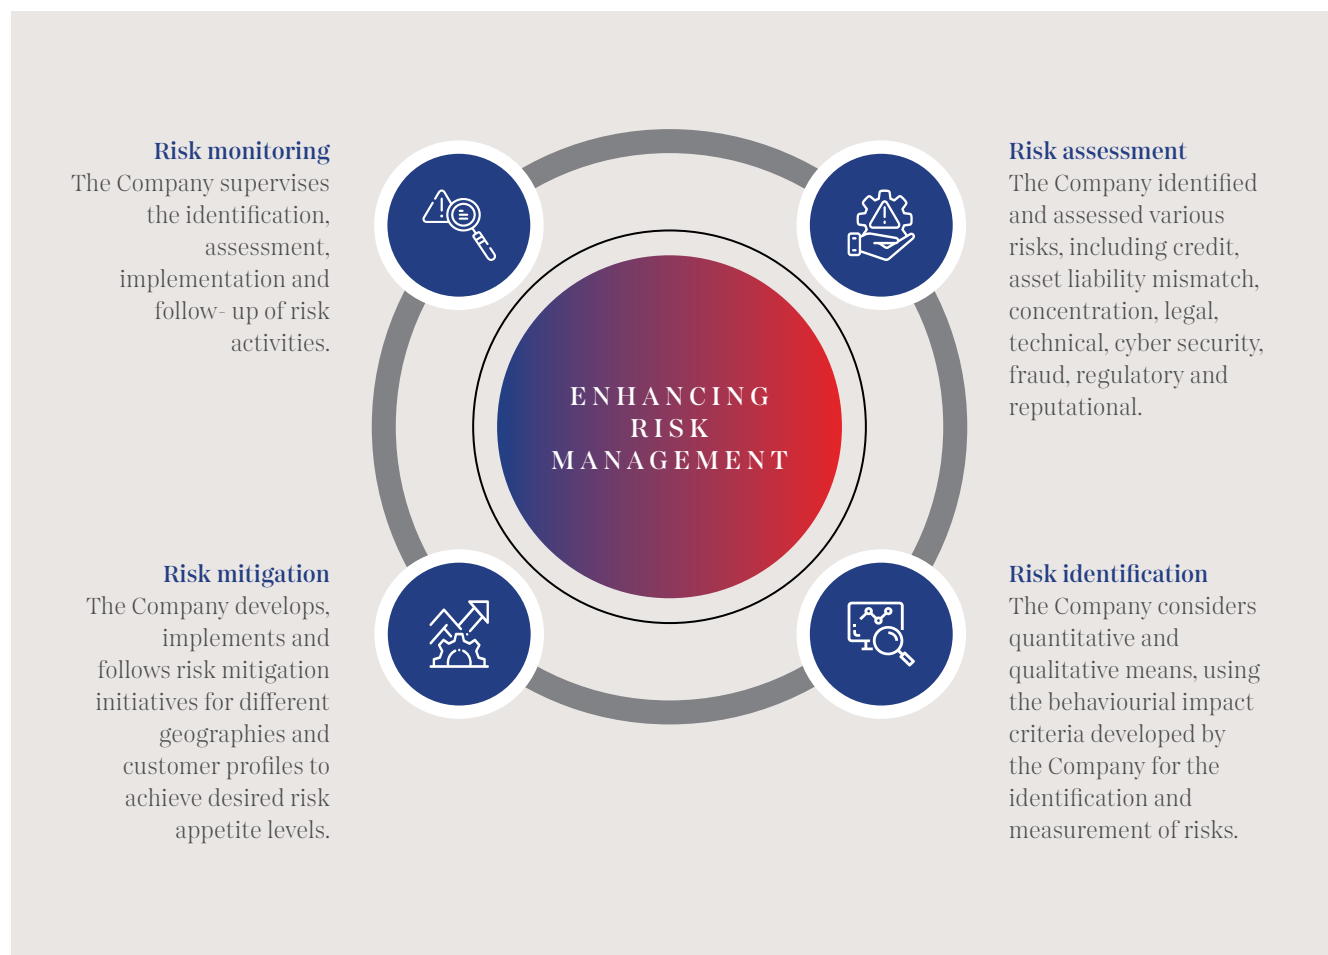 Risk monitoring
The Company supervises
the identification,
assessment,
implementation and
follow- up of risk
activities.
Risk assessment
The Company identified
and assessed various
risks, including credit,
asset liability mismatch,
concentration, legal,
technical, cyber security,
fraud, regulatory and
reputational.
ENHANCING
RISK
MANAGEMENT
Risk mitigation
The Company develops,
implements and
follows risk mitigation
initiatives for different
geographies and
customer profiles to
achieve desired risk
appetite levels.
Risk identification
The Company considers
quantitative and
qualitative means, using
the behaviourial impact
criteria developed by
the Company for the
identification and
measurement of risks.